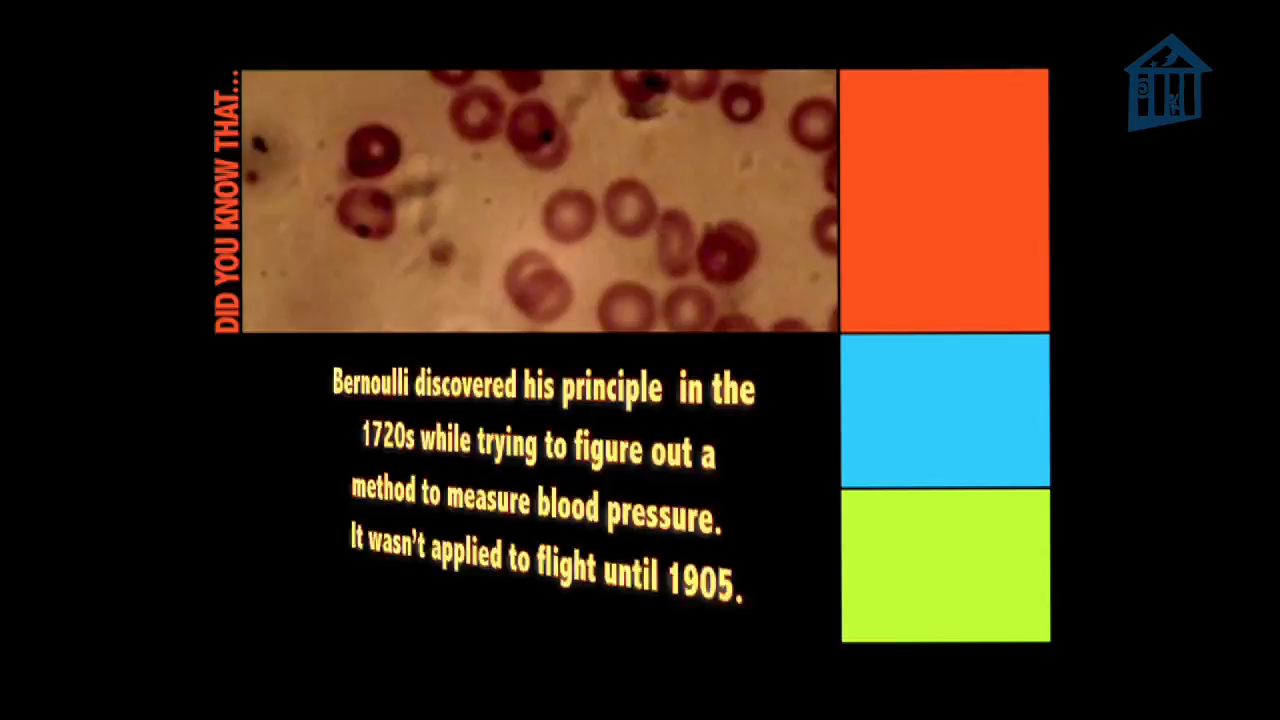 DID YOU KNOW THAT...
Bernoulli discovered his principle in the
1720s while trying to figure out a
method to measure blood pressure.
It wasn't applied to flight until 1905.